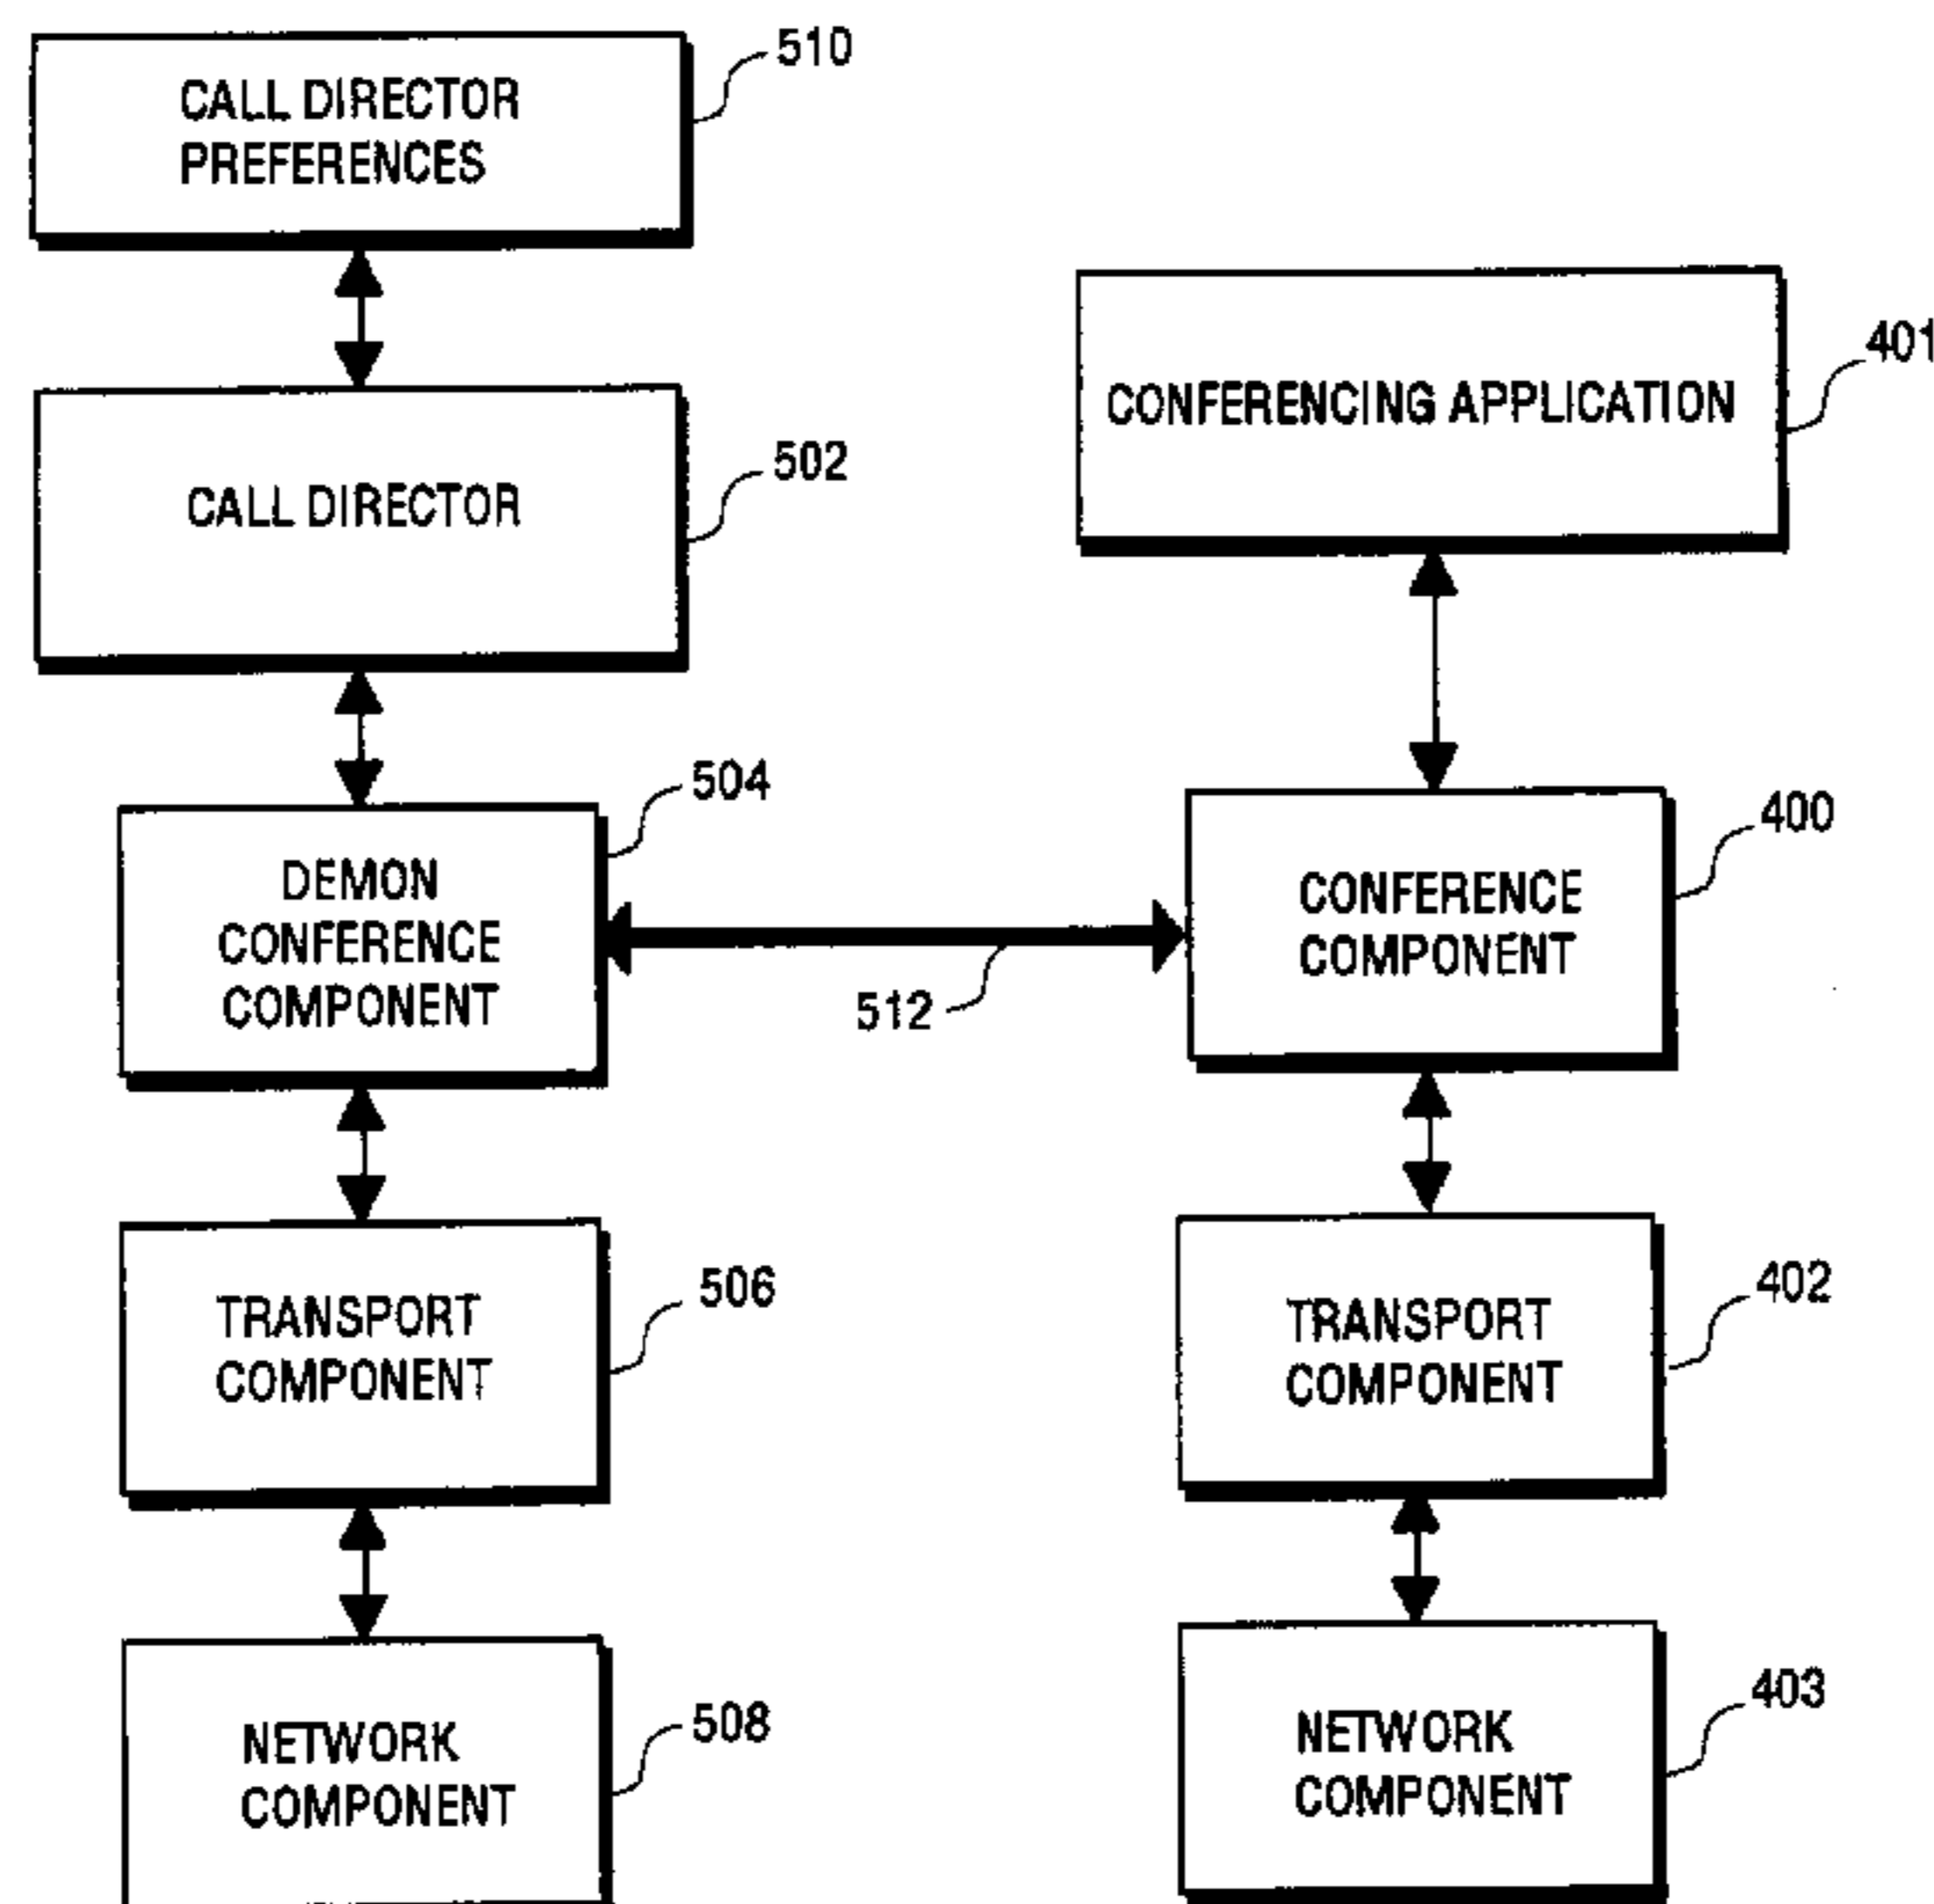 CALL DIRECTOR
PREFERENCES
510
CALL DIRECTOR
502
CONFERENCING APPLICATION
401
DEMON
CONFERENCE
COMPONENT
504
512
CONFERENCE
COMPONENT
400
TRANSPORT
COMPONENT
506
TRANSPORT
COMPONENT
402
NETWORK
COMPONENT
508
NETWORK
COMPONENT
403